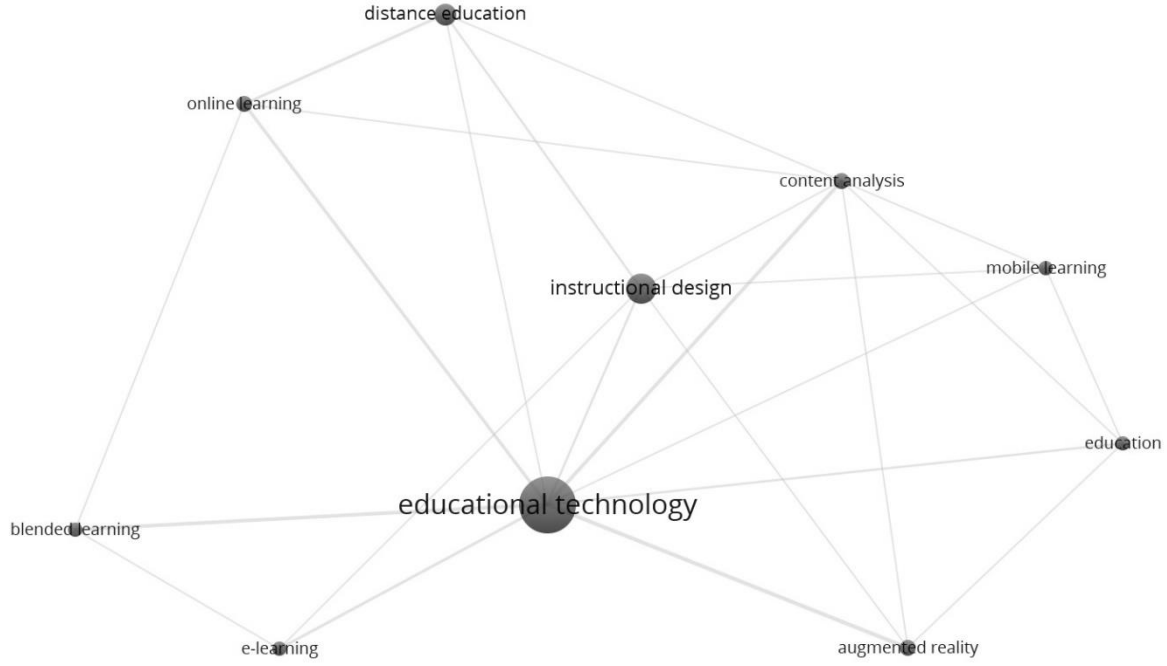 distance education
online learning
content analysis
mobile learning
instructional design
education
educational technology
blended learning
e-learning
augmented reality